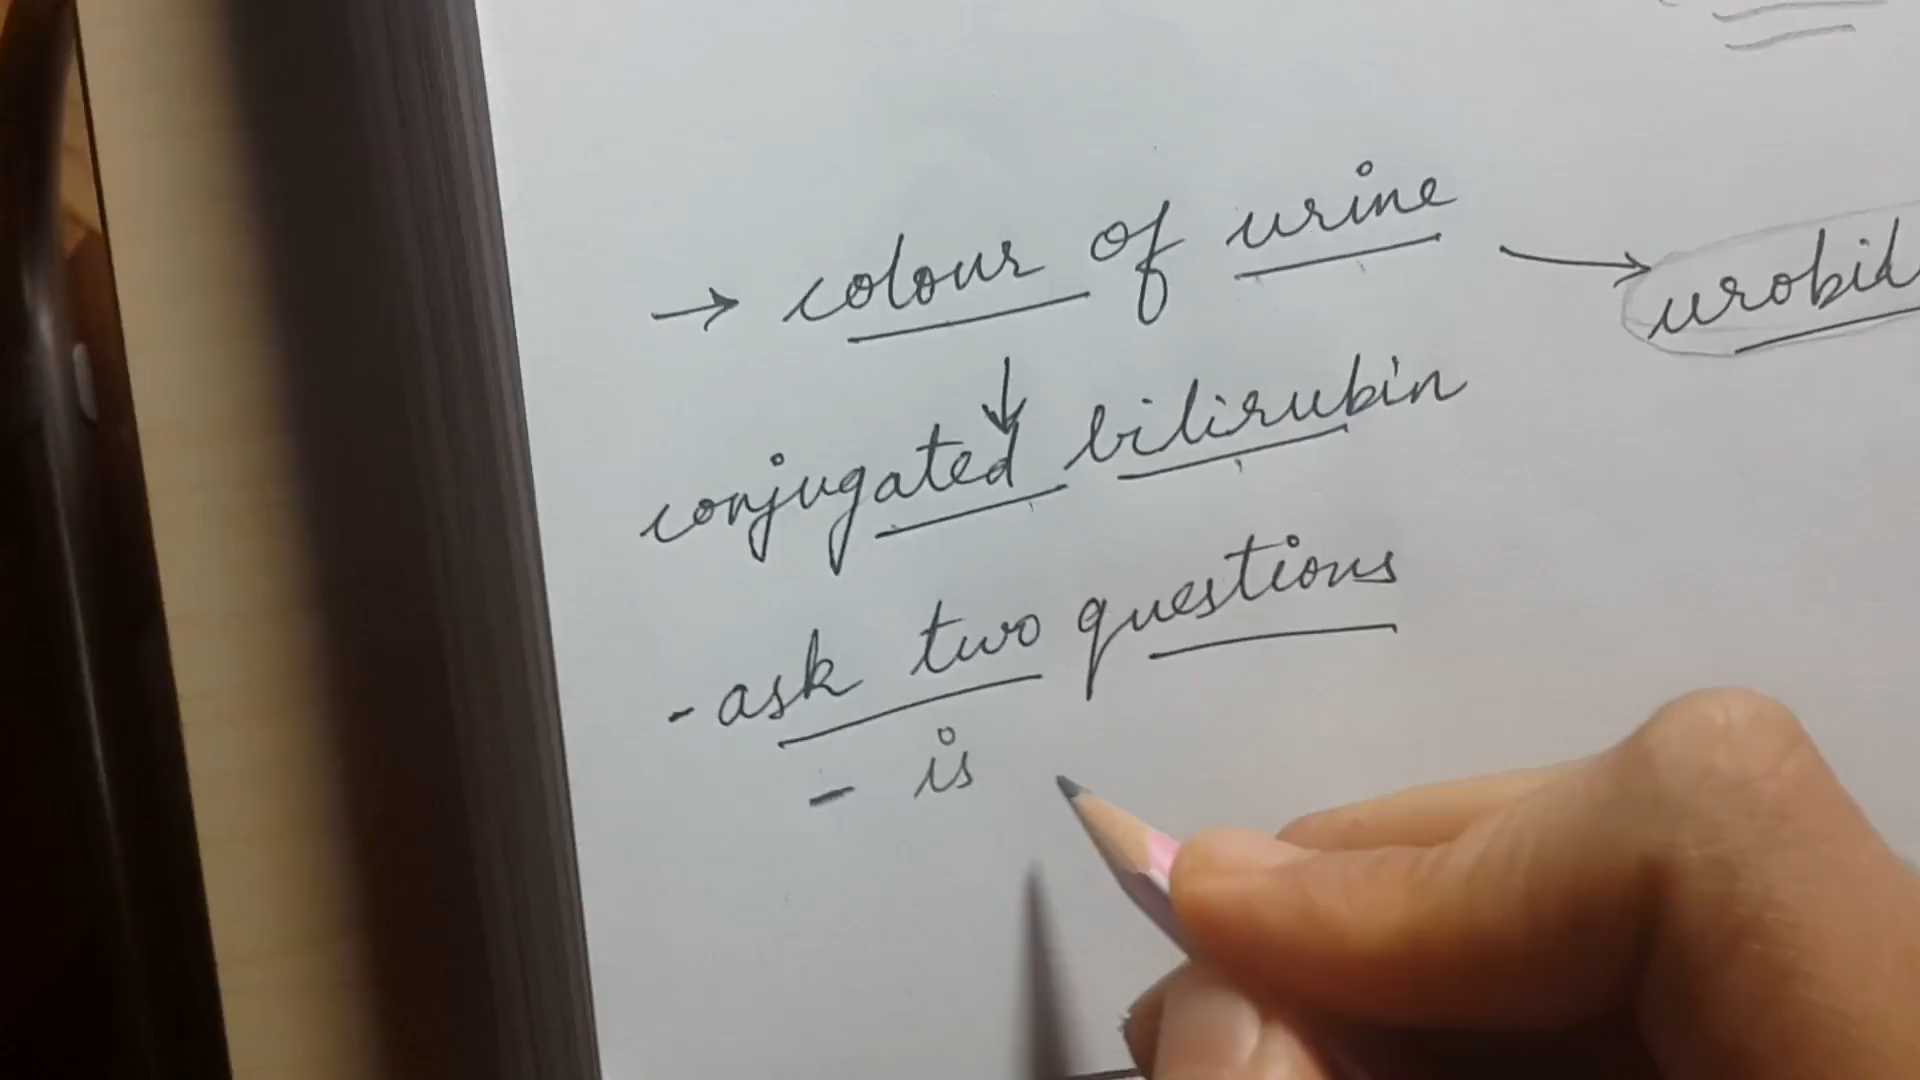 → colour of urine →
↓
conjugated bilirubin
- ask two questions
- is